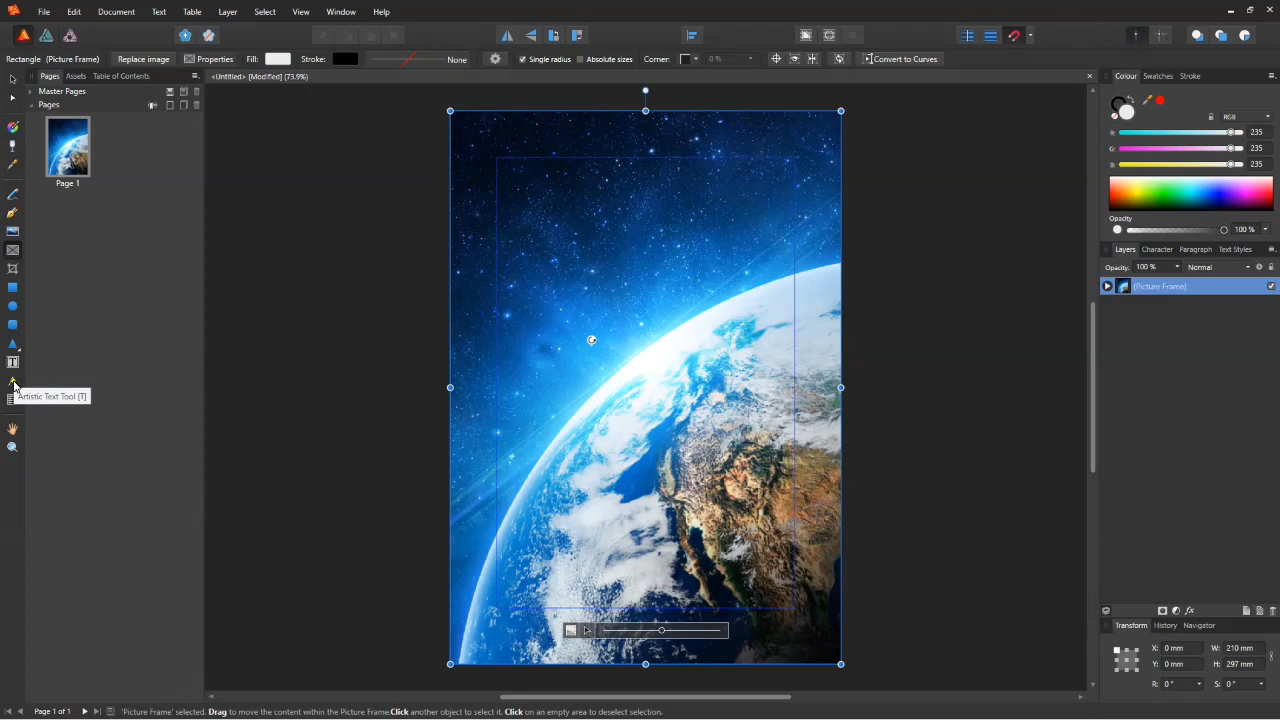 File Edit Document Text Table Layer Select View Window Help
Rectangle (Picture Frame) Replace image Properties Fill: Stroke: None Single radius Absolute sizes Corner: 0 % Convert to Curves
Pages Assets Table of Contents
<Untitled> [Modified] (73.9%)
Colour Swatches Stroke
Master Pages
Pages
Page 1
RGB
R: 235
G: 235
B: 235
Opacity
100 %
Layers Character Paragraph Text Styles
Opacity: 100 % Normal
(Picture Frame)
Artistic Text Tool [T]
Transform History Navigator
X: 0 mm W: 210 mm
Y: 0 mm H: 297 mm
R: 0 ° S: 0 °
Page 1 of 1 'Picture Frame' selected. Drag to move the content within the Picture Frame.Click another object to select it. Click on an empty area to deselect selection.